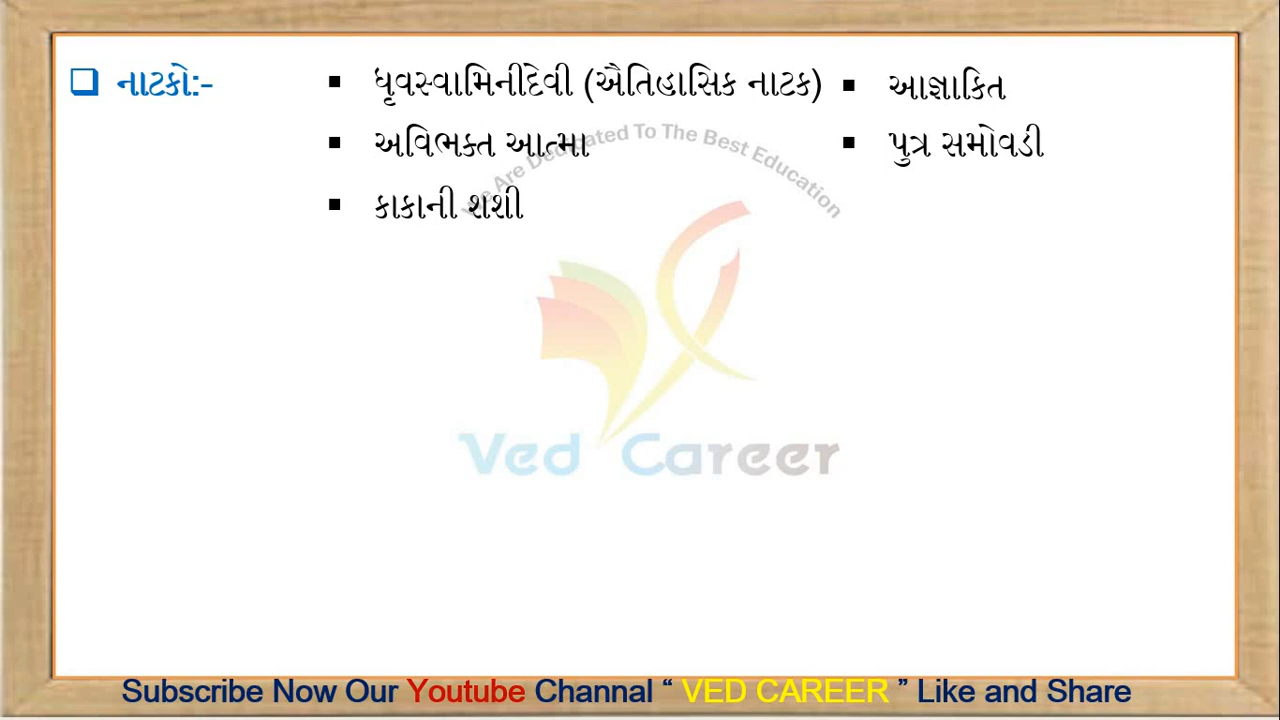 ❑ નાટકો:-
▪ ધૃવસ્વામિનીદેવી (ઐતિહાસિક નાટક)
▪ આજ્ઞાકિત
▪ અવિભક્ત આત્મા
▪ પુત્ર સમોવડી
▪ કાકાની શશી
We Are Dedicated To The Best Education
Ved Career
Subscribe Now Our Youtube Channal “ VED CAREER ” Like and Share